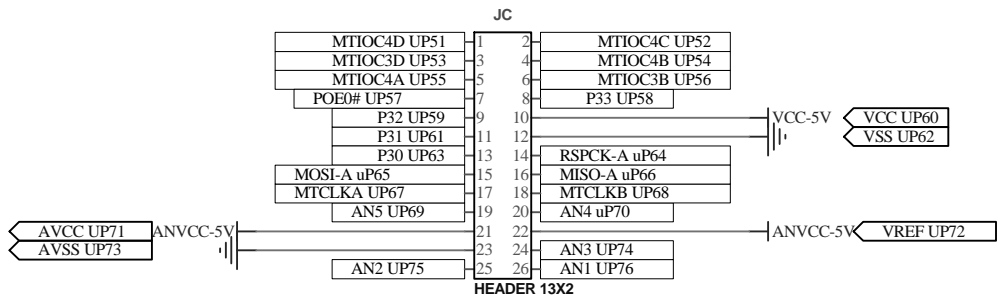 JC
MTIOC4D UP51 1 2 MTIOC4C UP52
MTIOC3D UP53 3 4 MTIOC4B UP54
MTIOC4A UP55 5 6 MTIOC3B UP56
POE0# UP57 7 8 P33 UP58
P32 UP59 9 10 VCC-5V VCC UP60
P31 UP61 11 12 VSS UP62
P30 UP63 13 14 RSPCK-A uP64
MOSI-A uP65 15 16 MISO-A uP66
MTCLKA UP67 17 18 MTCLKB UP68
AN5 UP69 19 20 AN4 uP70
AVCC UP71 ANVCC-5V 21 22 ANVCC-5V VREF UP72
AVSS UP73 23 24 AN3 UP74
AN2 UP75 25 26 AN1 UP76
HEADER 13X2